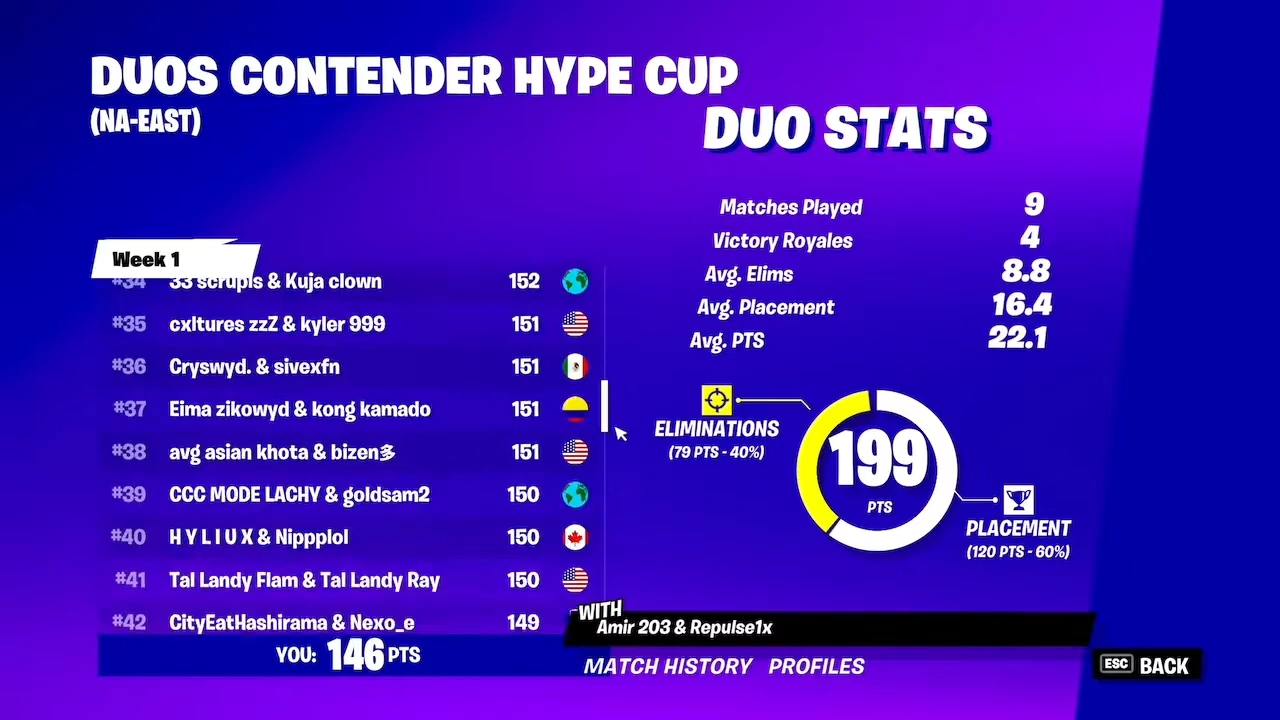 DUOS CONTENDER HYPE CUP
(NA-EAST)
Week 1
#34 33 scrupls & Kuja clown 152
#35 cxltures zzZ & kyler 999 151
#36 Cryswyd. & sivexfn 151
#37 Eima zikowyd & kong kamado 151
#38 avg asian khota & bizen多 151
#39 CCC MODE LACHY & goldsam2 150
#40 H Y L I U X & Nippplol 150
#41 Tal Landy Flam & Tal Landy Ray 150
#42 CityEatHashirama & Nexo_e 149
YOU: 146 PTS
DUO STATS
Matches Played 9
Victory Royales 4
Avg. Elims 8.8
Avg. Placement 16.4
Avg. PTS 22.1
ELIMINATIONS
(79 PTS - 40%)
199
PTS
PLACEMENT
(120 PTS - 60%)
WITH
Amir 203 & Repulse1x
MATCH HISTORY PROFILES
ESC BACK